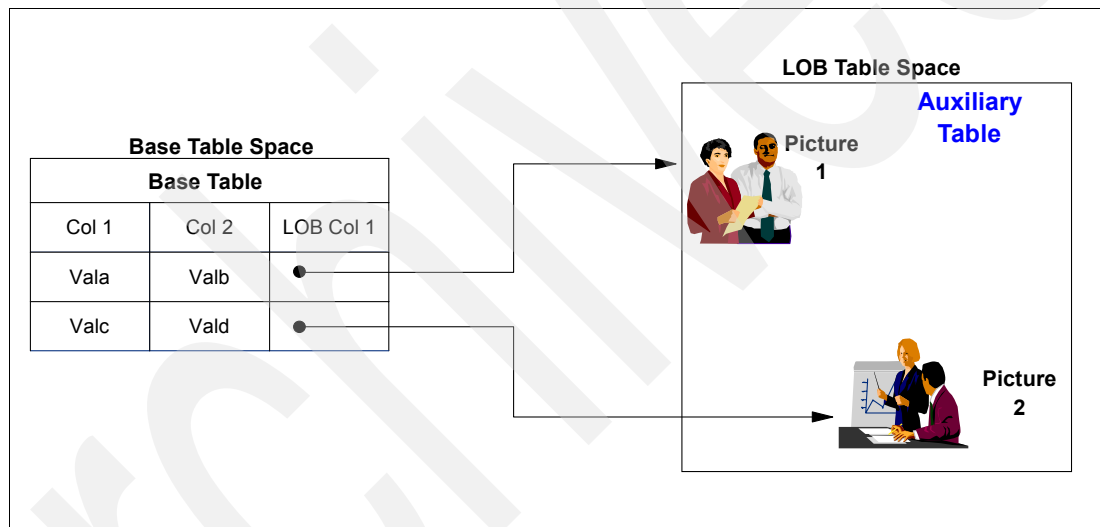 LOB Table Space
Auxiliary
Table
Base Table Space
Base Table
Col 1 Col 2 LOB Col 1
Vala Valb
Valc Vald
Picture
1
Picture
2